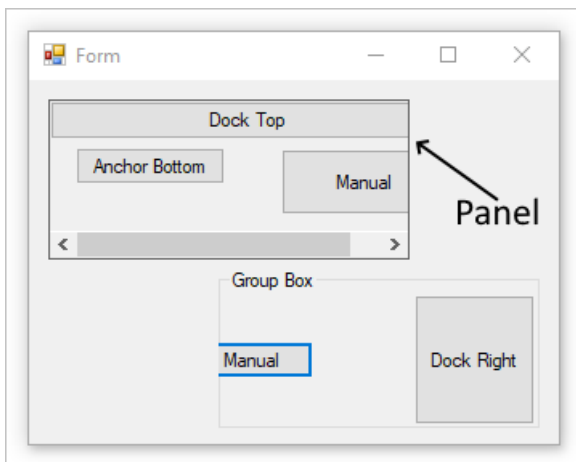 Form
Dock Top
Anchor Bottom
Manual
Panel
Group Box
Manual
Dock Right